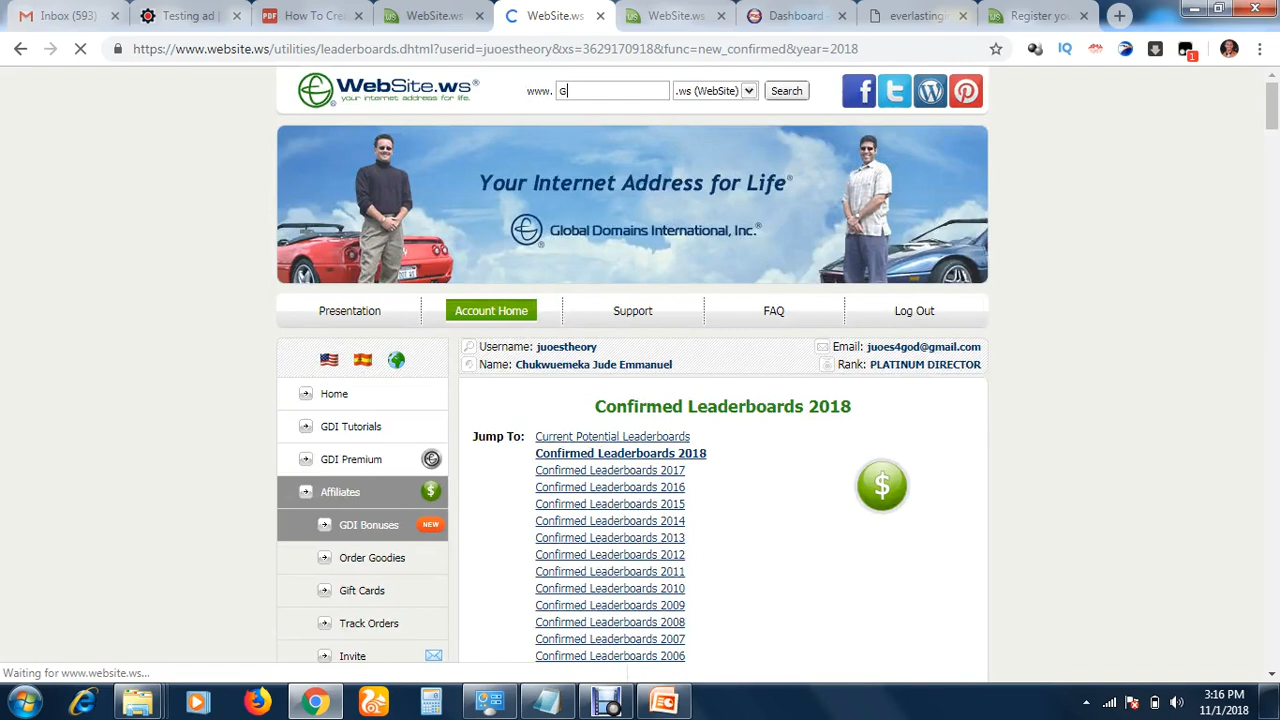 Inbox (593)
Testing ad
How To Cre
WebSite.ws
WebSite.ws
WebSite.ws
Dashboard
everlasting
Register you
https://www.website.ws/utilities/leaderboards.dhtml?userid=juoestheory&xs=3629170918&func=new_confirmed&year=2018
1
WebSite.ws®
your internet address for life.
www.
G
.ws (WebSite)
Search
Your Internet Address for Life®
Global Domains International, Inc.®
Presentation
Account Home
Support
FAQ
Log Out
Username: juoestheory
Email: juoes4god@gmail.com
Name: Chukwuemeka Jude Emmanuel
Rank: PLATINUM DIRECTOR
Home
GDI Tutorials
GDI Premium
Affiliates
GDI Bonuses
NEW
Order Goodies
Gift Cards
Track Orders
Invite
Confirmed Leaderboards 2018
Jump To:
Current Potential Leaderboards
Confirmed Leaderboards 2018
Confirmed Leaderboards 2017
Confirmed Leaderboards 2016
Confirmed Leaderboards 2015
Confirmed Leaderboards 2014
Confirmed Leaderboards 2013
Confirmed Leaderboards 2012
Confirmed Leaderboards 2011
Confirmed Leaderboards 2010
Confirmed Leaderboards 2009
Confirmed Leaderboards 2008
Confirmed Leaderboards 2007
Confirmed Leaderboards 2006
$
Waiting for www.website.ws...
3:16 PM
11/1/2018